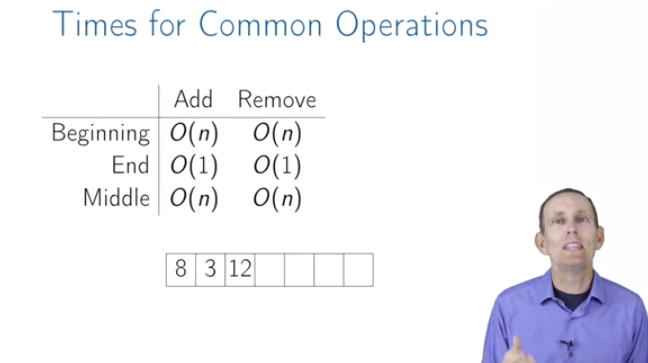 Times for Common Operations
Add Remove
Beginning O(n) O(n)
End O(1) O(1)
Middle O(n) O(n)
8 3 12